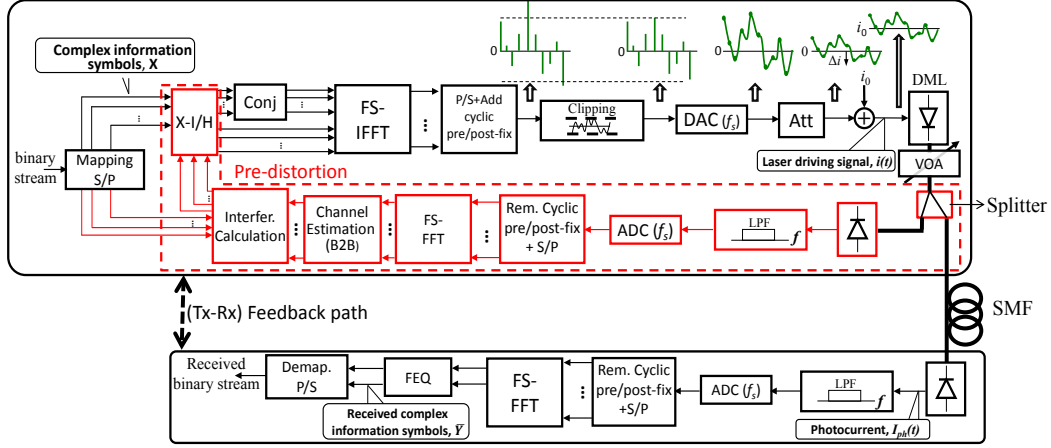 Complex information
symbols, X
0
0
0
0
i₀
Δi
i₀
DML
X-I/H
Conj
FS-
IFFT
P/S+Add
cyclic
pre/post-fix
Clipping
DAC (fₛ)
Att
Laser driving signal, i(t)
VOA
binary
stream
Mapping
S/P
Pre-distortion
Interfer.
Calculation
Channel
Estimation
(B2B)
FS-
FFT
Rem. Cyclic
pre/post-fix
+ S/P
ADC (fₛ)
LPF
f
Splitter
(Tx-Rx) Feedback path
SMF
Received
binary stream
Demap.
P/S
FEQ
FS-
FFT
Rem. Cyclic
pre/post-fix
+S/P
ADC (fₛ)
LPF
f
Received complex
information symbols, Y̅
Photocurrent, Iₚₕ(t)